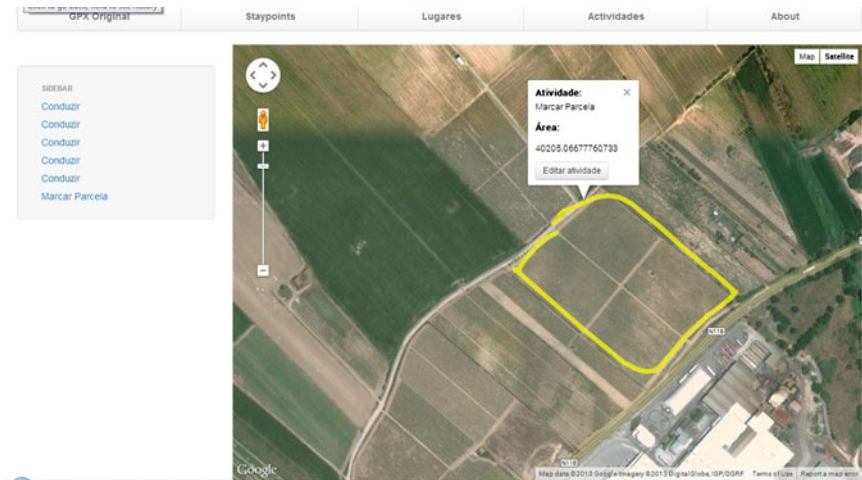 GPX Original
Staypoints
Lugares
Actividades
About
SIDEBAR
Conduzir
Conduzir
Conduzir
Conduzir
Conduzir
Marcar Parcela
Map
Satellite
Atividade:
Marcar Parcela
Área:
40205.06677760733
Editar atividade
N118
N118
Google
Map data ©2013 Google Imagery ©2013 DigitalGlobe, IGP/DGRF
Terms of Use
Report a map error